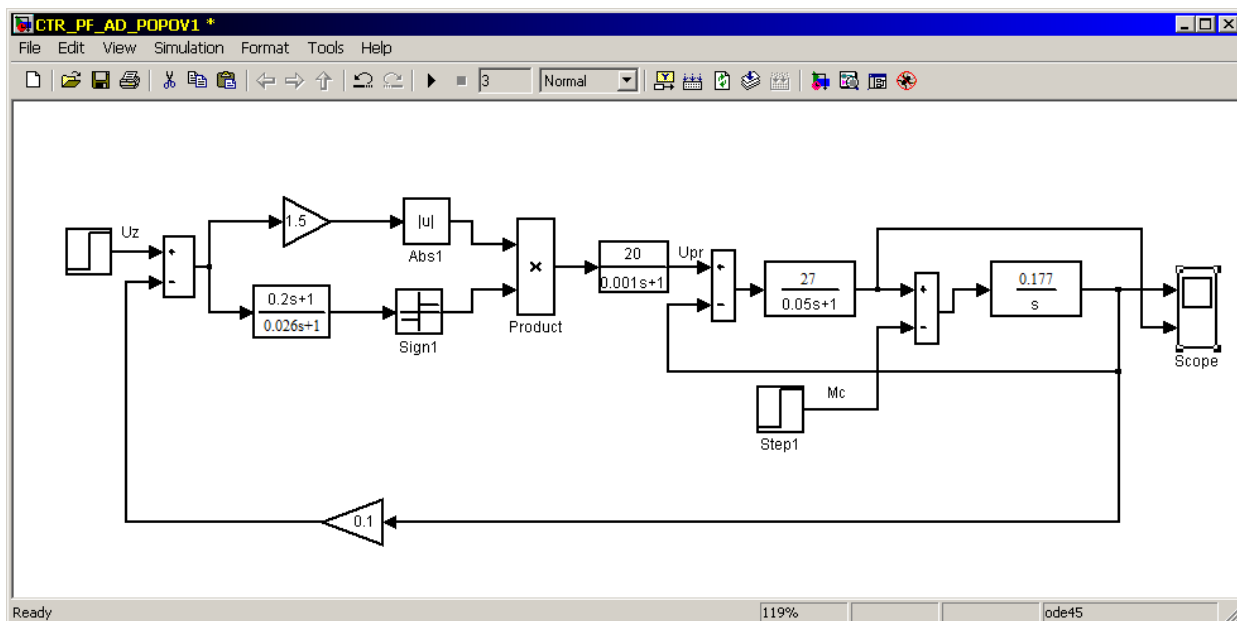 CTR_PF_AD_POPOV1 *
File Edit View Simulation Format Tools Help
3 Normal
Uz
1.5
|u|
Abs1
0.2s+1
0.026s+1
Sign1
×
Product
20
0.001s+1
Upr
27
0.05s+1
0.177
s
Scope
Mc
Step1
0.1
Ready 119% ode45